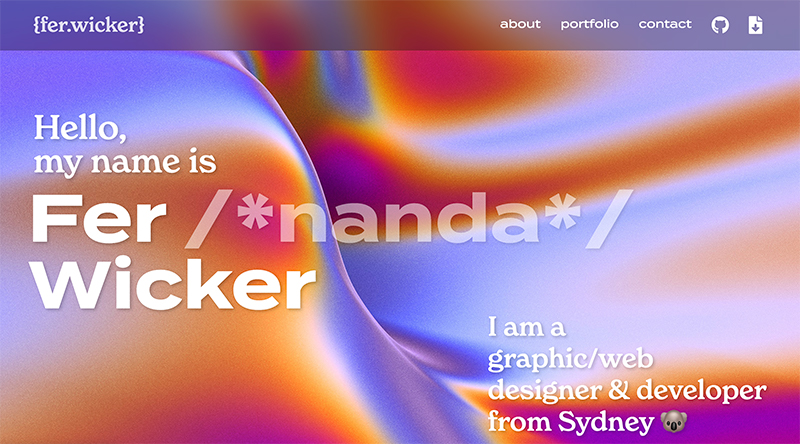 {fer.wicker}
about portfolio contact
Hello,
my name is
Fer /*nanda*/
Wicker
I am a
graphic/web
designer & developer
from Sydney 🐨